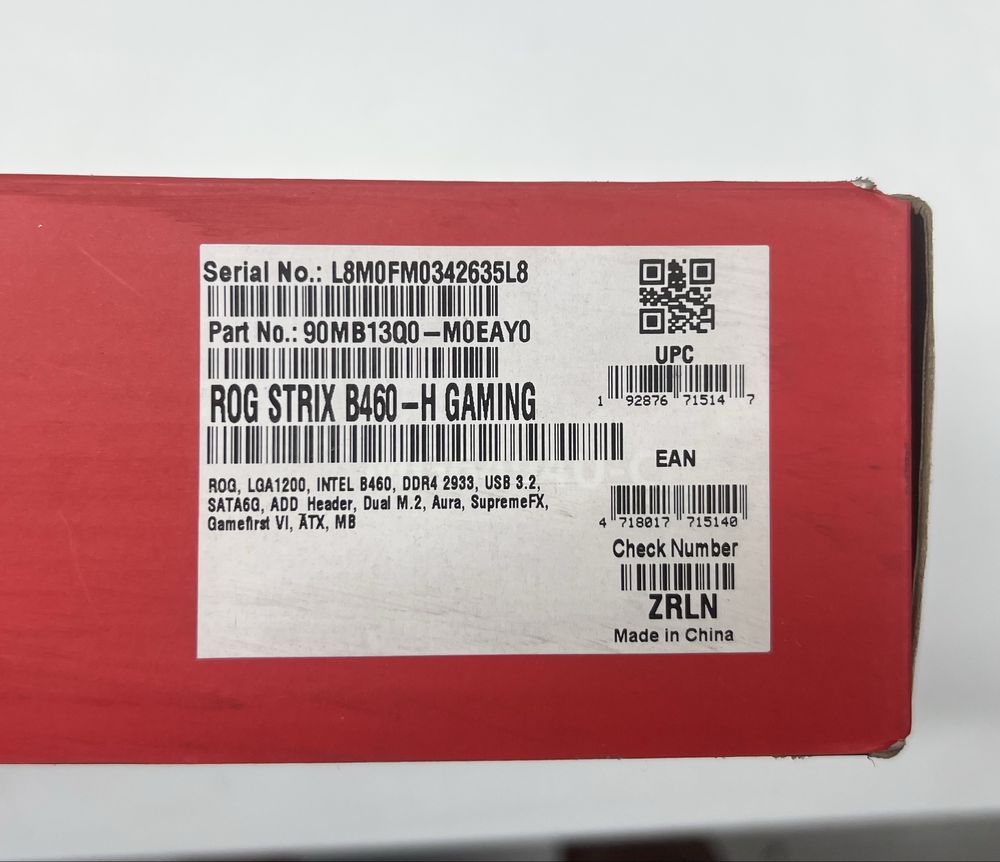 Serial No.: L8M0FM0342635L8
Part No.: 90MB13Q0-M0EAY0
ROG STRIX B460-H GAMING
ROG, LGA1200, INTEL B460, DDR4 2933, USB 3.2,
SATA6G, ADD Header, Dual M.2, Aura, SupremeFX,
Gamefirst VI, ATX, MB
UPC
1 92876 71514 7
EAN
4 718017 715140
Check Number
ZRLN
Made in China